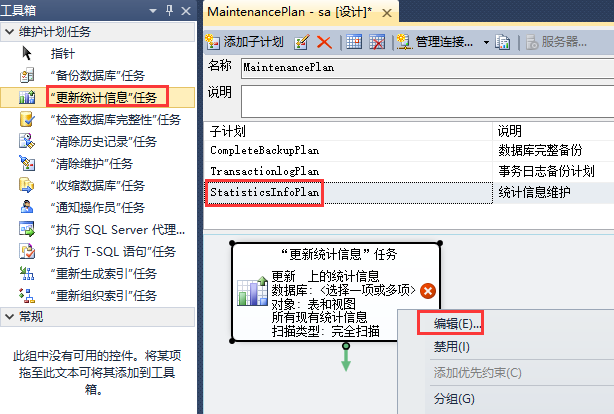 工具箱
维护计划任务
指针
“备份数据库”任务
“更新统计信息”任务
“检查数据库完整性”任务
“清除历史记录”任务
“清除维护”任务
“收缩数据库”任务
“通知操作员”任务
“执行 SQL Server 代理...
“执行 T-SQL 语句”任务
“重新生成索引”任务
“重新组织索引”任务
常规
此组中没有可用的控件。将某项
拖至此文本可将其添加到工具
箱。
MaintenancePlan - sa [设计]*
添加子计划
管理连接...
服务器...
名称
MaintenancePlan
说明
子计划
说明
CompleteBackupPlan
数据库完整备份
TransactionlogPlan
事务日志备份计划
StatisticsInfoPlan
统计信息维护
“更新统计信息”任务
更新 上的统计信息
数据库: <选择一项或多项>
对象: 表和视图
所有现有统计信息
扫描类型: 完全扫描
编辑(E)...
禁用(I)
添加优先约束(C)
分组(G)